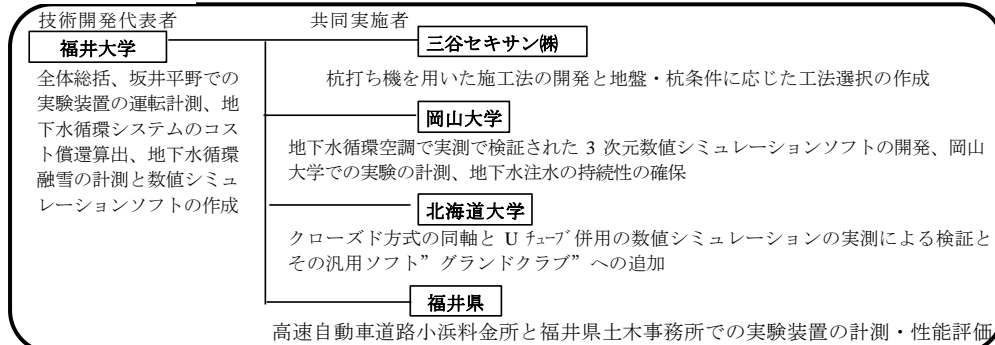 技術開発代表者
共同実施者
福井大学
三谷セキサン㈱
全体総括、坂井平野での
実験装置の運転計測、地
下水循環システムのコス
ト償還算出、地下水循環
融雪の計測と数値シミュ
レーションソフトの作成
杭打ち機を用いた施工法の開発と地盤・杭条件に応じた工法選択の作成
岡山大学
地下水循環空調で実測で検証された 3 次元数値シミュレーションソフトの開発、岡山
大学での実験の計測、地下水注水の持続性の確保
北海道大学
クローズド方式の同軸と U ﾁｭｰﾌﾞ併用の数値シミュレーションの実測による検証と
その汎用ソフト”グランドクラブ”への追加
福井県
高速自動車道路小浜料金所と福井県土木事務所での実験装置の計測・性能評価